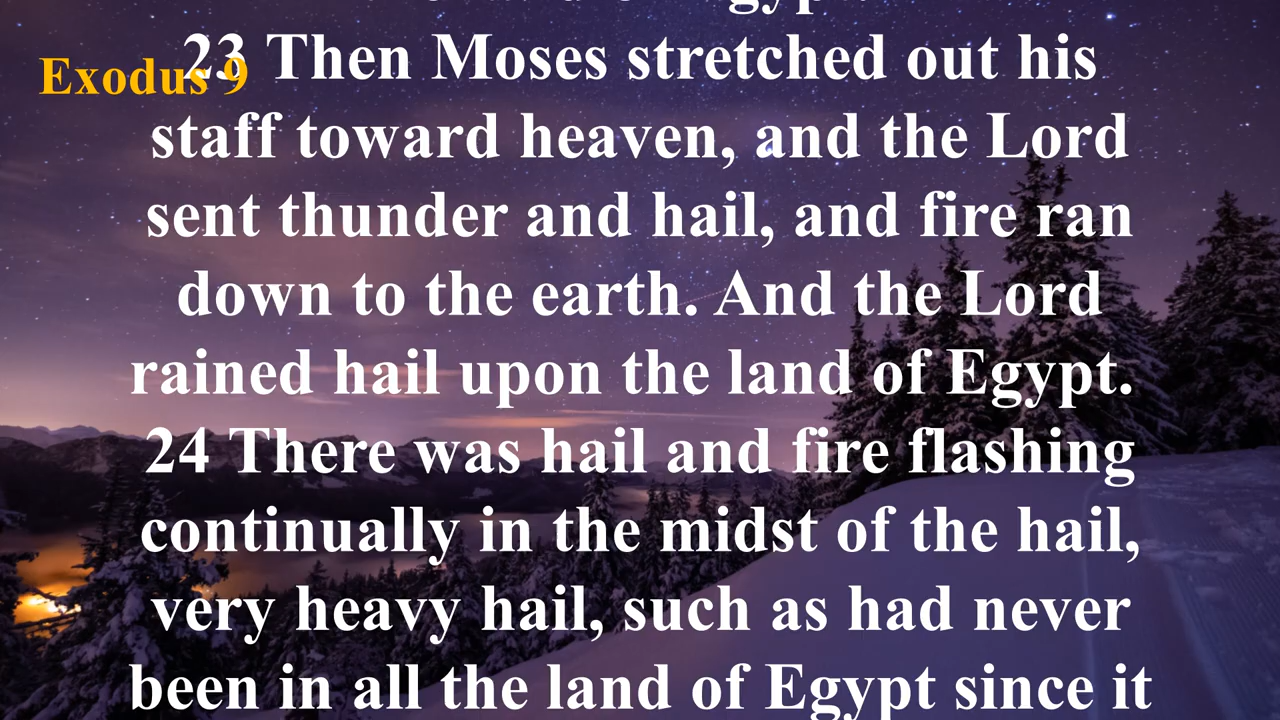 Exodus 9
23 Then Moses stretched out his
staff toward heaven, and the Lord
sent thunder and hail, and fire ran
down to the earth. And the Lord
rained hail upon the land of Egypt.
24 There was hail and fire flashing
continually in the midst of the hail,
very heavy hail, such as had never
been in all the land of Egypt since it